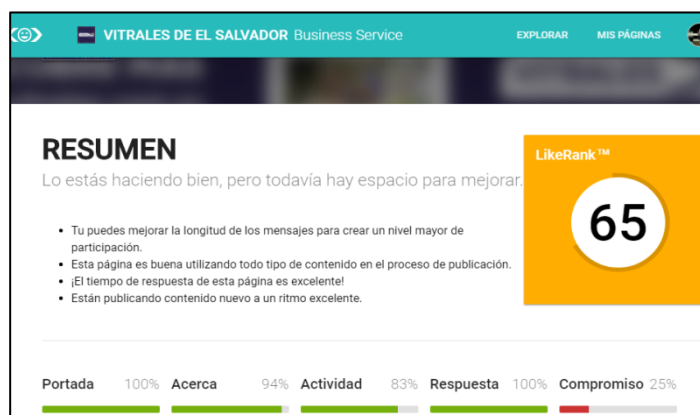 VITRALES DE EL SALVADOR Business Service EXPLORAR MIS PÁGINAS
RESUMEN
Lo estás haciendo bien, pero todavía hay espacio para mejorar.
Tu puedes mejorar la longitud de los mensajes para crear un nivel mayor de
participación.
Esta página es buena utilizando todo tipo de contenido en el proceso de publicación.
¡El tiempo de respuesta de esta página es excelente!
Están publicando contenido nuevo a un ritmo excelente.
LikeRank™
65
Portada 100% Acerca 94% Actividad 83% Respuesta 100% Compromiso 25%